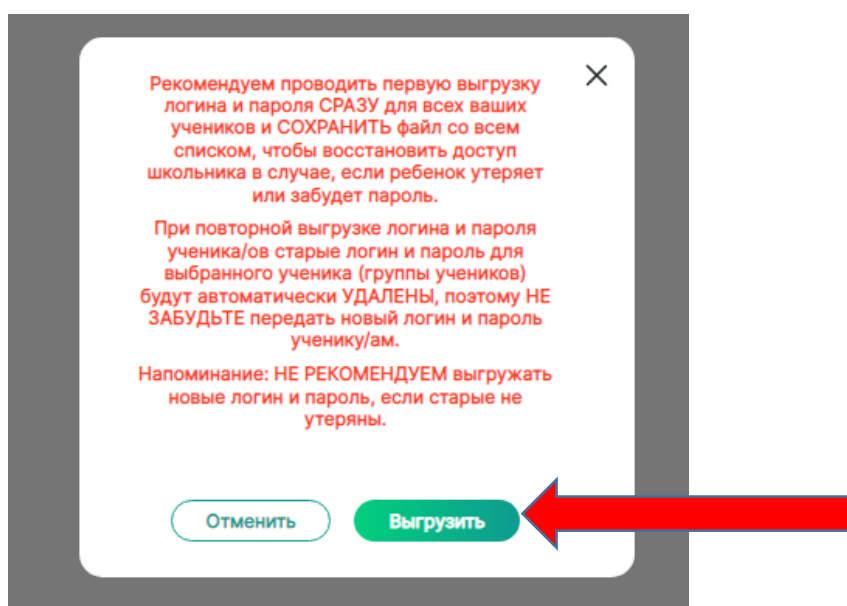 Рекомендуем проводить первую выгрузку
логина и пароля СРАЗУ для всех ваших
учеников и СОХРАНИТЬ файл со всем
списком, чтобы восстановить доступ
школьника в случае, если ребенок утеряет
или забудет пароль.
При повторной выгрузке логина и пароля
ученика/ов старые логин и пароль для
выбранного ученика (группы учеников)
будут автоматически УДАЛЕНЫ, поэтому НЕ
ЗАБУДЬТЕ передать новый логин и пароль
ученику/ам.
Напоминание: НЕ РЕКОМЕНДУЕМ выгружать
новые логин и пароль, если старые не
утеряны.
Отменить
Выгрузить